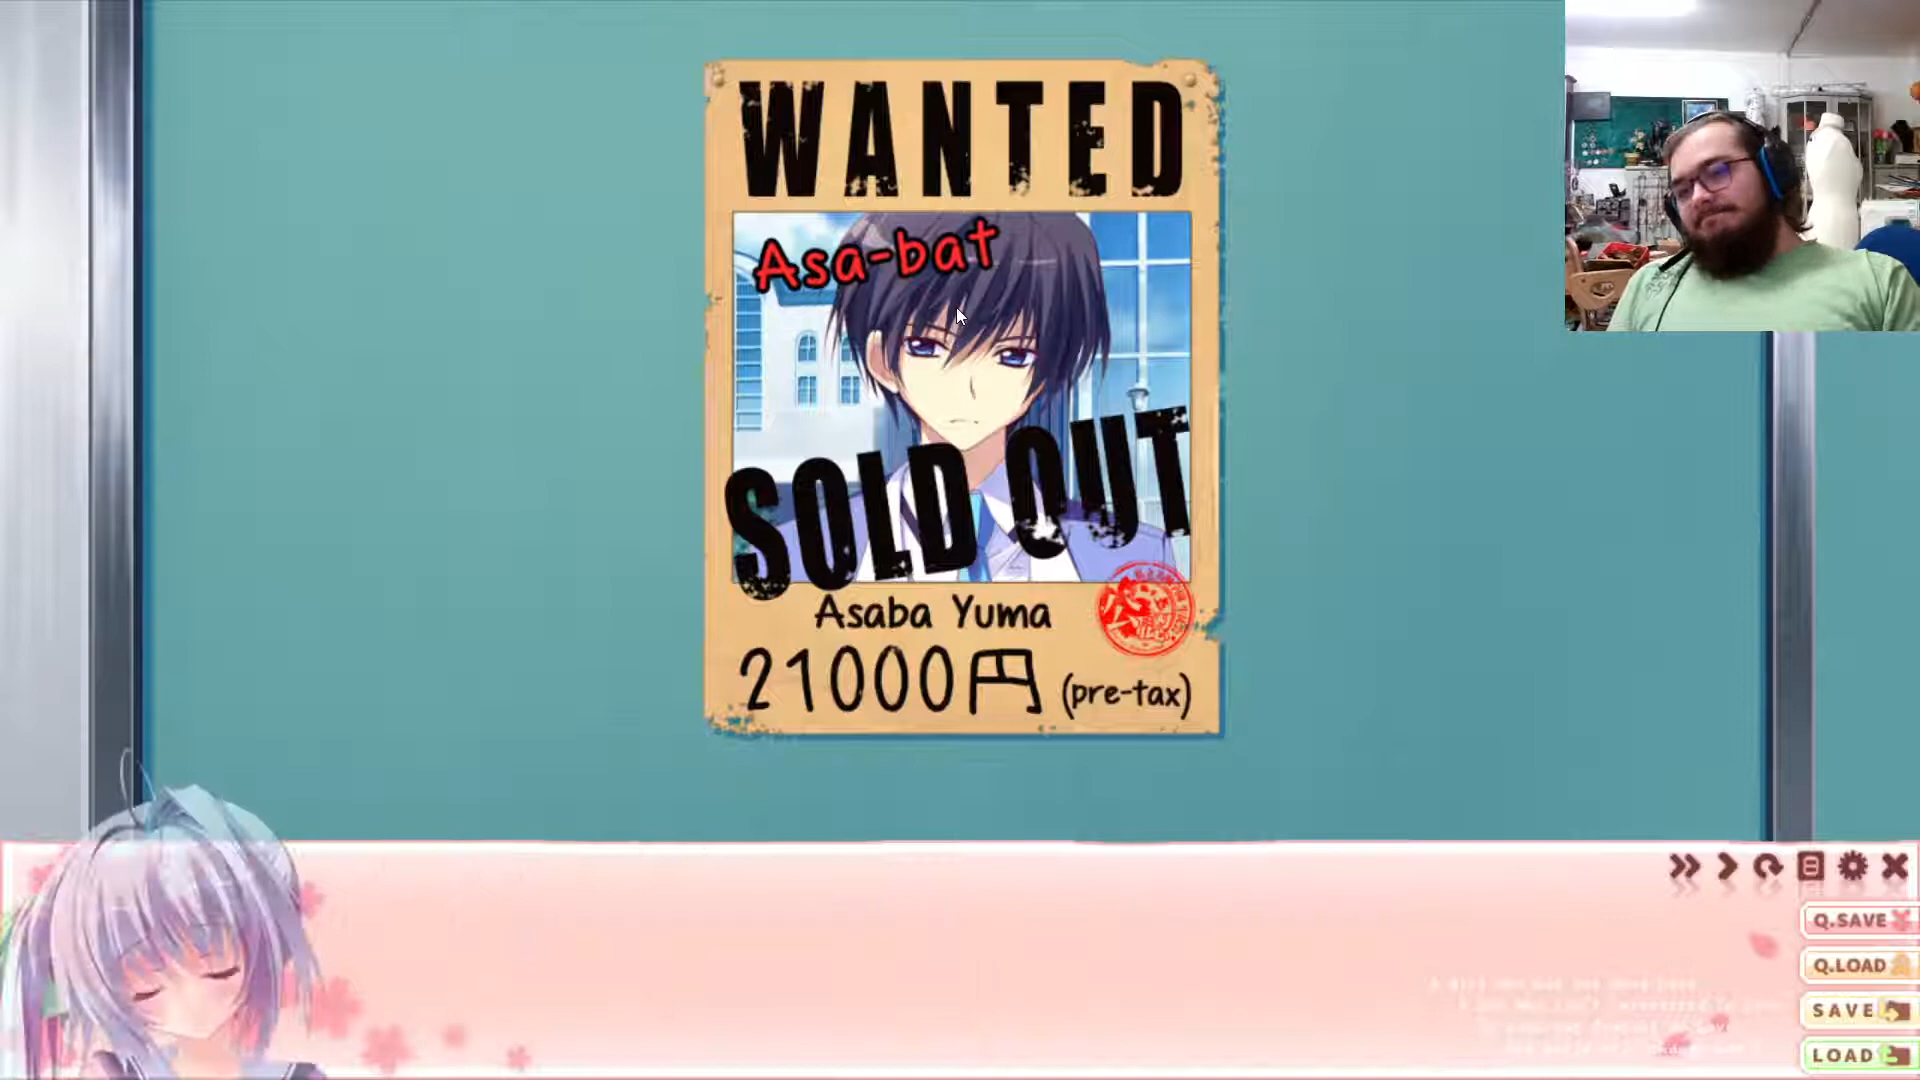 WANTED
Asa-bat
SOLD OUT
Asaba Yuma
21000円 (pre-tax)
Q.SAVE
Q.LOAD
SAVE
LOAD